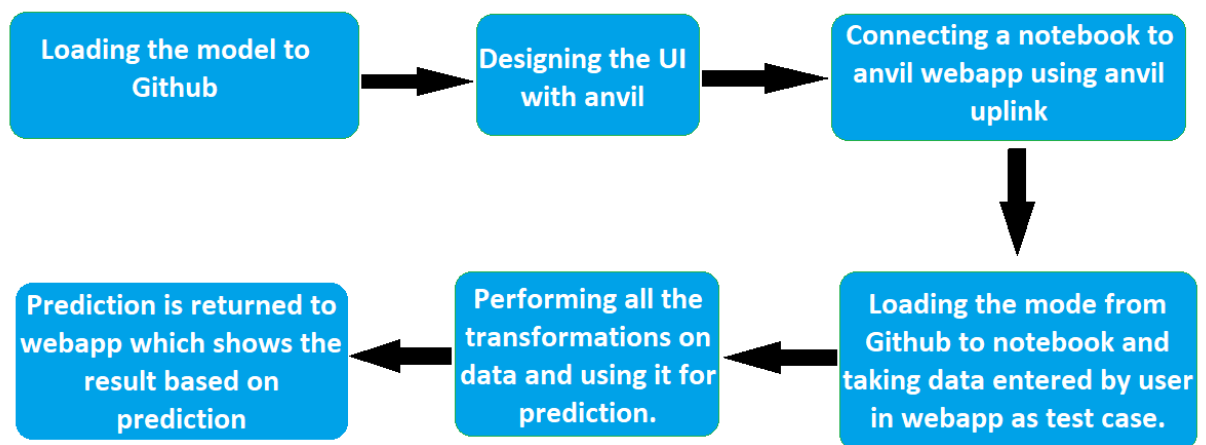 Loading the model to
Github
Designing the UI
with anvil
Connecting a notebook to
anvil webapp using anvil
uplink
Loading the mode from
Github to notebook and
taking data entered by user
in webapp as test case.
Performing all the
transformations on
data and using it for
prediction.
Prediction is returned to
webapp which shows the
result based on
prediction